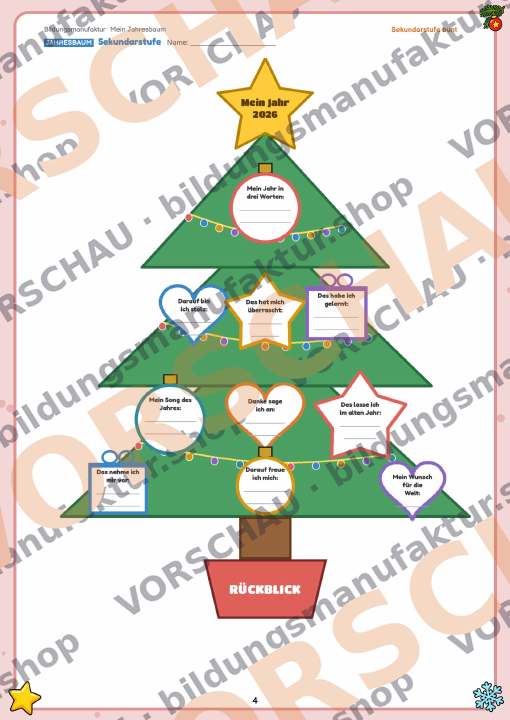 Bildungsmanufaktur · Mein Jahresbaum
Sekundarstufe bunt
JAHRESBAUM Sekundarstufe Name:
Mein Jahr
2026
Mein Jahr in
drei Worten:
Darauf bin
ich stolz:
Das hat mich
überrascht:
Das habe ich
gelernt:
Mein Song des
Jahres:
Danke sage
ich an:
Das lasse ich
im alten Jahr:
Das nehme ich
mir vor:
Darauf freue
ich mich:
Mein Wunsch
für die
Welt:
RÜCKBLICK
4
VORSCHAU · bildungsmanufaktur.shop
VORSCHAU